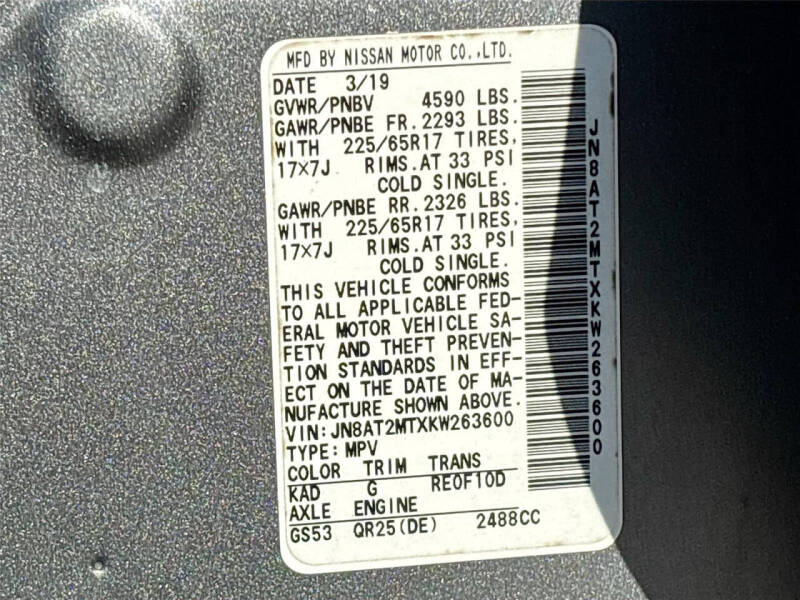 MFD BY NISSAN MOTOR CO.,LTD.
DATE 3/19
GVWR/PNBV 4590 LBS.
GAWR/PNBE FR.2293 LBS.
WITH 225/65R17 TIRES,
17×7J RIMS.AT 33 PSI
COLD SINGLE.
GAWR/PNBE RR.2326 LBS.
WITH 225/65R17 TIRES,
17×7J RIMS.AT 33 PSI
COLD SINGLE.
THIS VEHICLE CONFORMS
TO ALL APPLICABLE FED-
ERAL MOTOR VEHICLE SA-
FETY AND THEFT PREVEN-
TION STANDARDS IN EFF-
ECT ON THE DATE OF MA-
NUFACTURE SHOWN ABOVE.
VIN:JN8AT2MTXKW263600
TYPE:MPV
COLOR TRIM TRANS
KAD G RE0F10D
AXLE ENGINE
GS53 QR25(DE) 2488CC
JN8AT2MTXKW263600